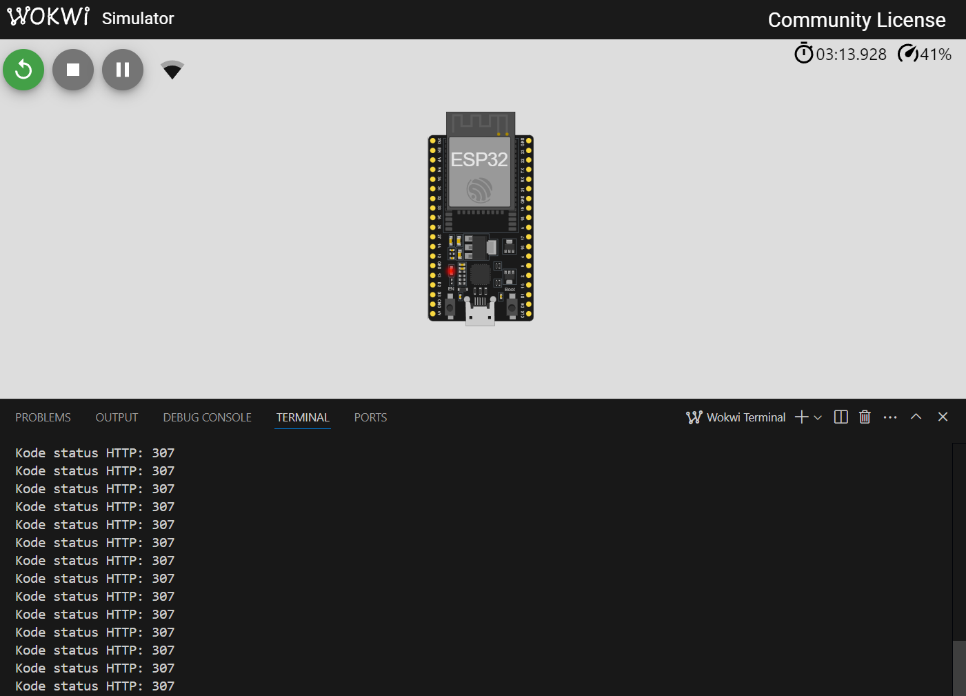 WOKWi Simulator
Community License
03:13.928 41%
ESP32
PROBLEMS OUTPUT DEBUG CONSOLE TERMINAL PORTS
Wokwi Terminal
Kode status HTTP: 307
Kode status HTTP: 307
Kode status HTTP: 307
Kode status HTTP: 307
Kode status HTTP: 307
Kode status HTTP: 307
Kode status HTTP: 307
Kode status HTTP: 307
Kode status HTTP: 307
Kode status HTTP: 307
Kode status HTTP: 307
Kode status HTTP: 307
Kode status HTTP: 307
Kode status HTTP: 307